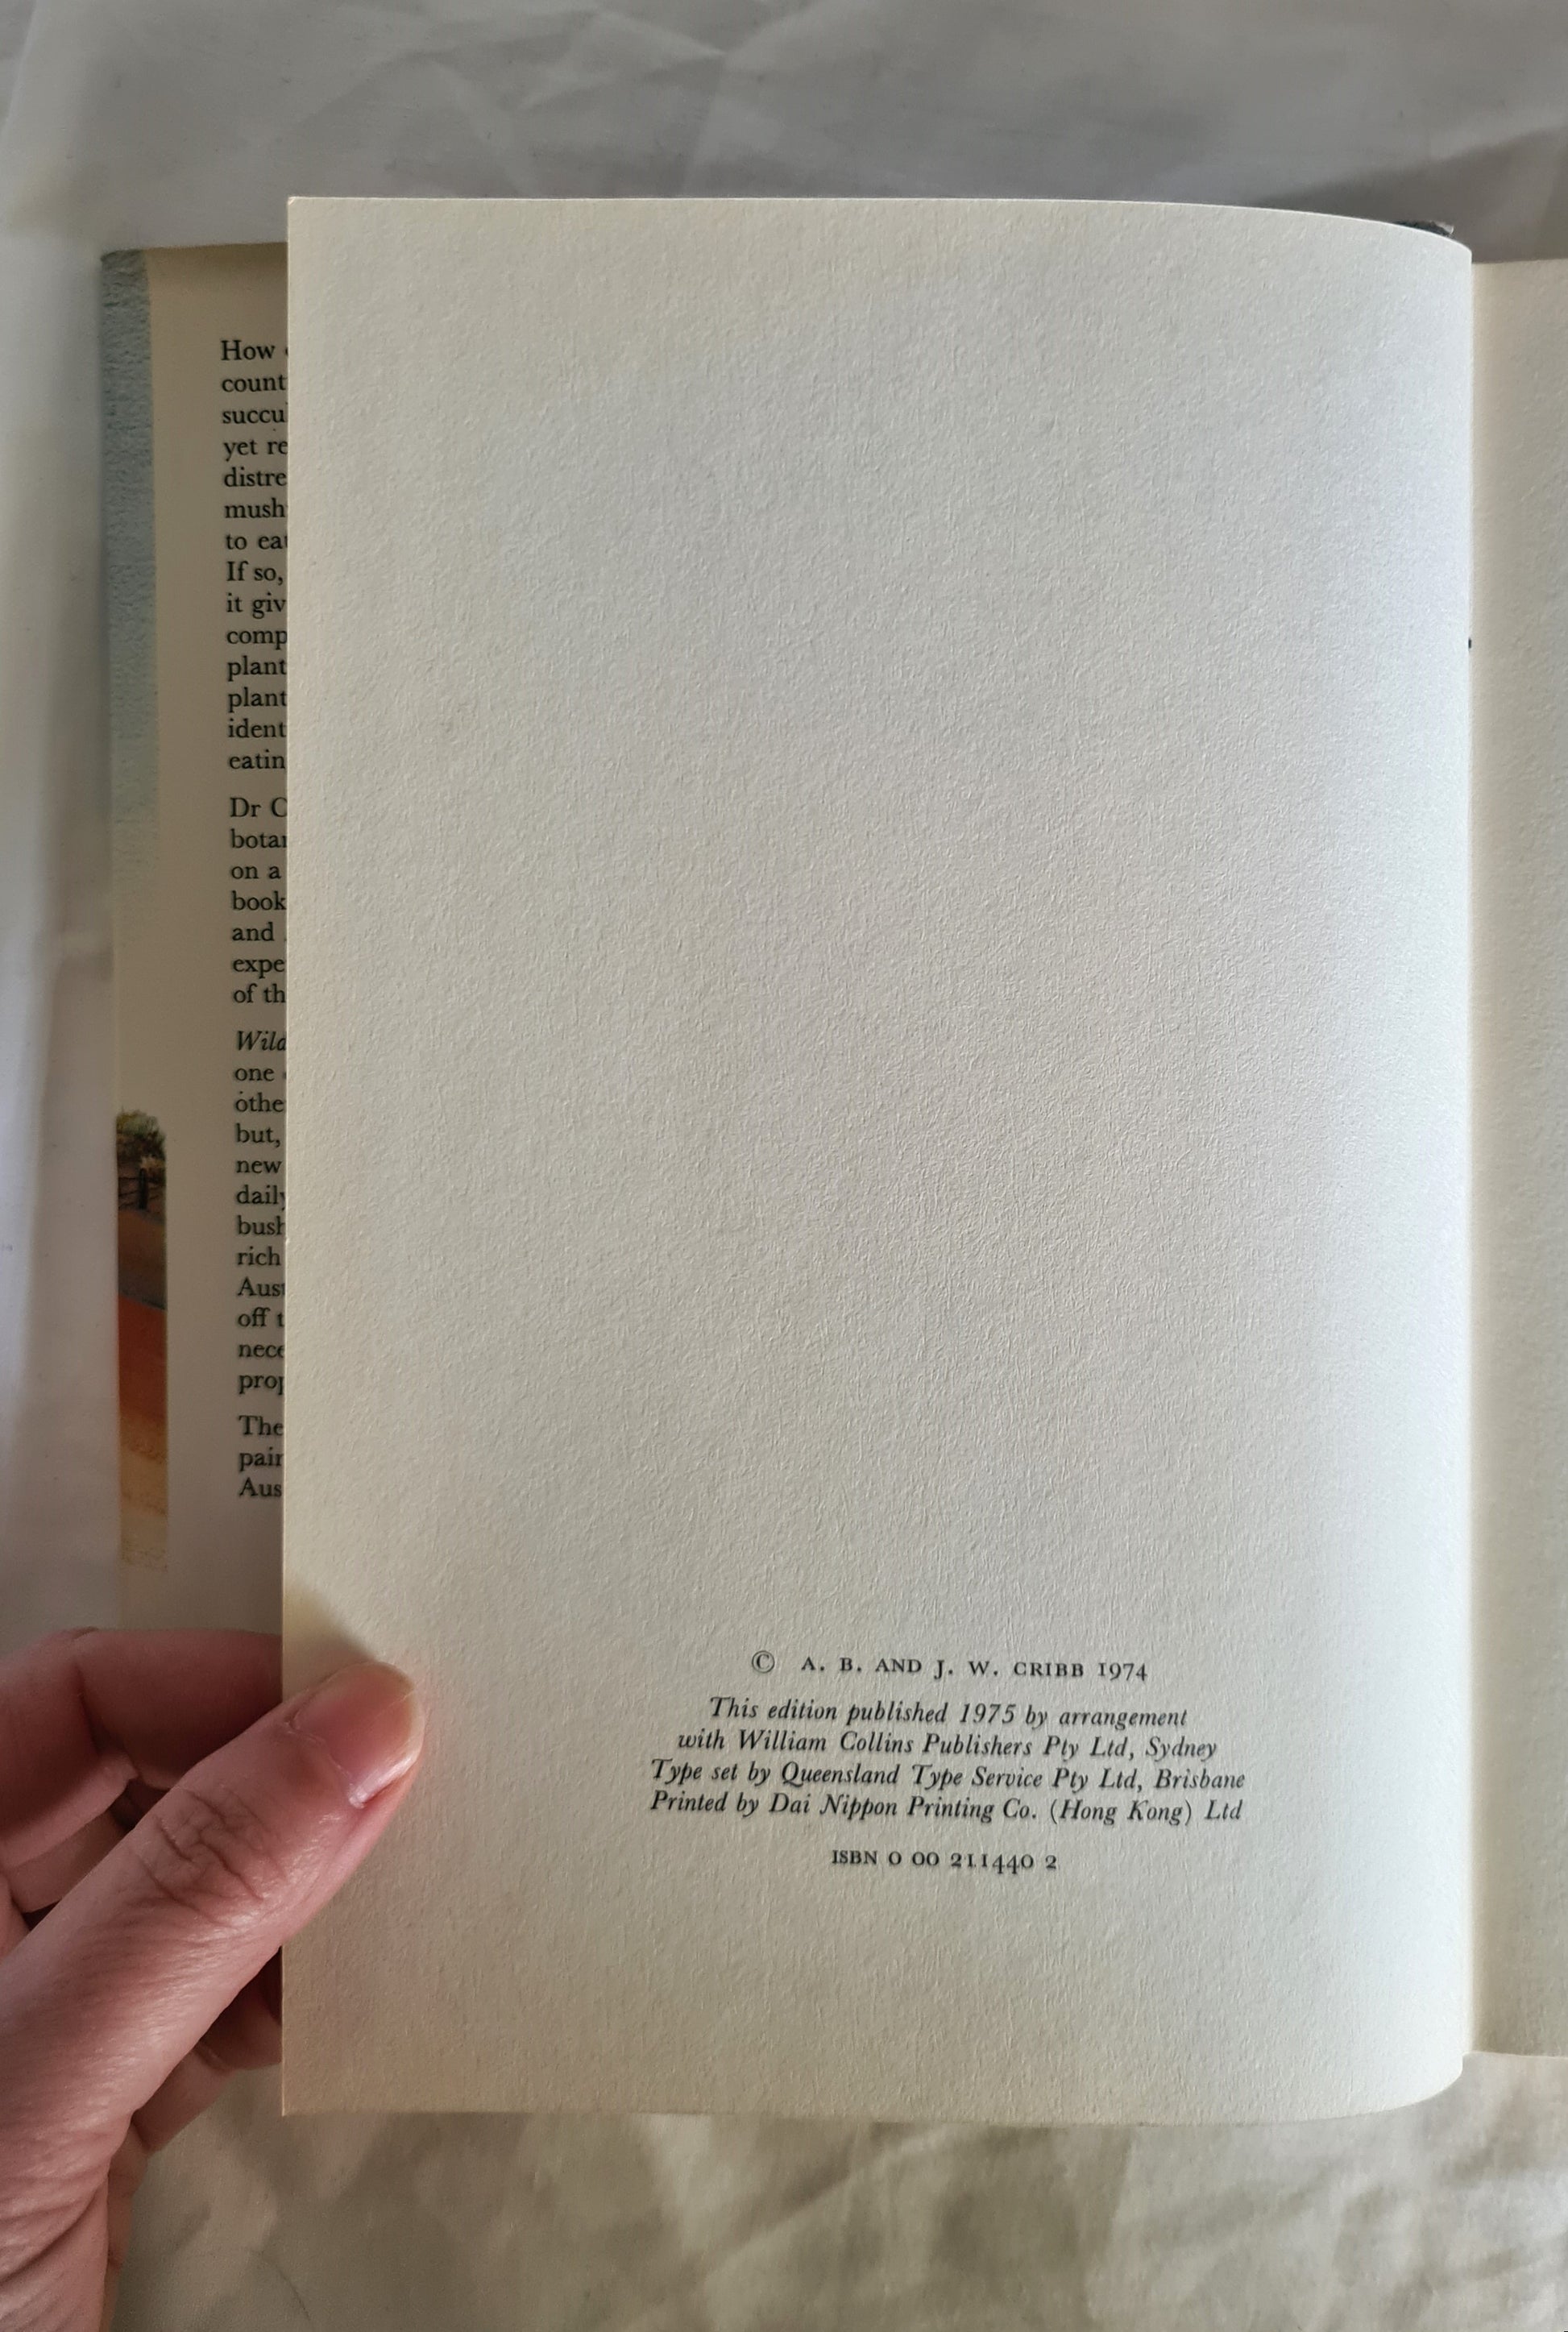 How
count
succu
yet re
distre
mush
to eat
If so,
it giv
comp
plant
plant
ident
eatin
Dr C
botan
on a
book
and
expe
of th
Wild
one
othe
but,
new
daily
bush
rich
Aust
off t
nece
prop
The
pain
Aus
© A. B. AND J. W. CRIBB 1974
This edition published 1975 by arrangement
with William Collins Publishers Pty Ltd, Sydney
Type set by Queensland Type Service Pty Ltd, Brisbane
Printed by Dai Nippon Printing Co. (Hong Kong) Ltd
ISBN 0 00 211440 2